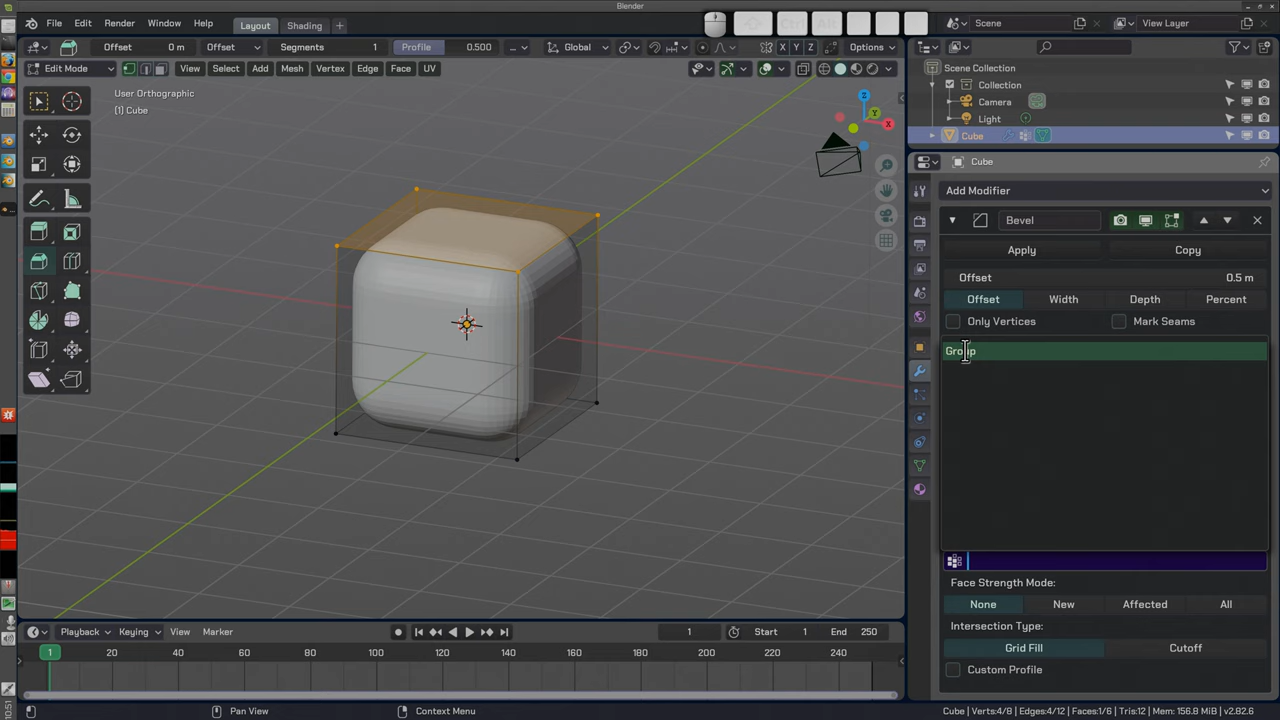 Blender
File Edit Render Window Help Layout Shading + Scene View Layer
Ctrl Alt
Offset 0 m Offset Segments 1 Profile 0.500 Global X Y Z Options
Edit Mode View Select Add Mesh Vertex Edge Face UV
User Orthographic
(1) Cube
Z
Y
X
Scene Collection
Collection
Camera
Light
Cube
Cube
Add Modifier
Bevel
Apply Copy
Offset 0.5 m
Offset Width Depth Percent
Only Vertices Mark Seams
Group
Face Strength Mode:
None New Affected All
Intersection Type:
Grid Fill Cutoff
Custom Profile
Playback Keying View Marker 1 Start 1 End 250
1 20 40 60 80 100 120 140 160 180 200 220 240
Pan View Context Menu
Cube | Verts:4/8 | Edges:4/12 | Faces:1/6 | Tris:12 | Mem: 156.8 MiB | v2.82.6
10:51